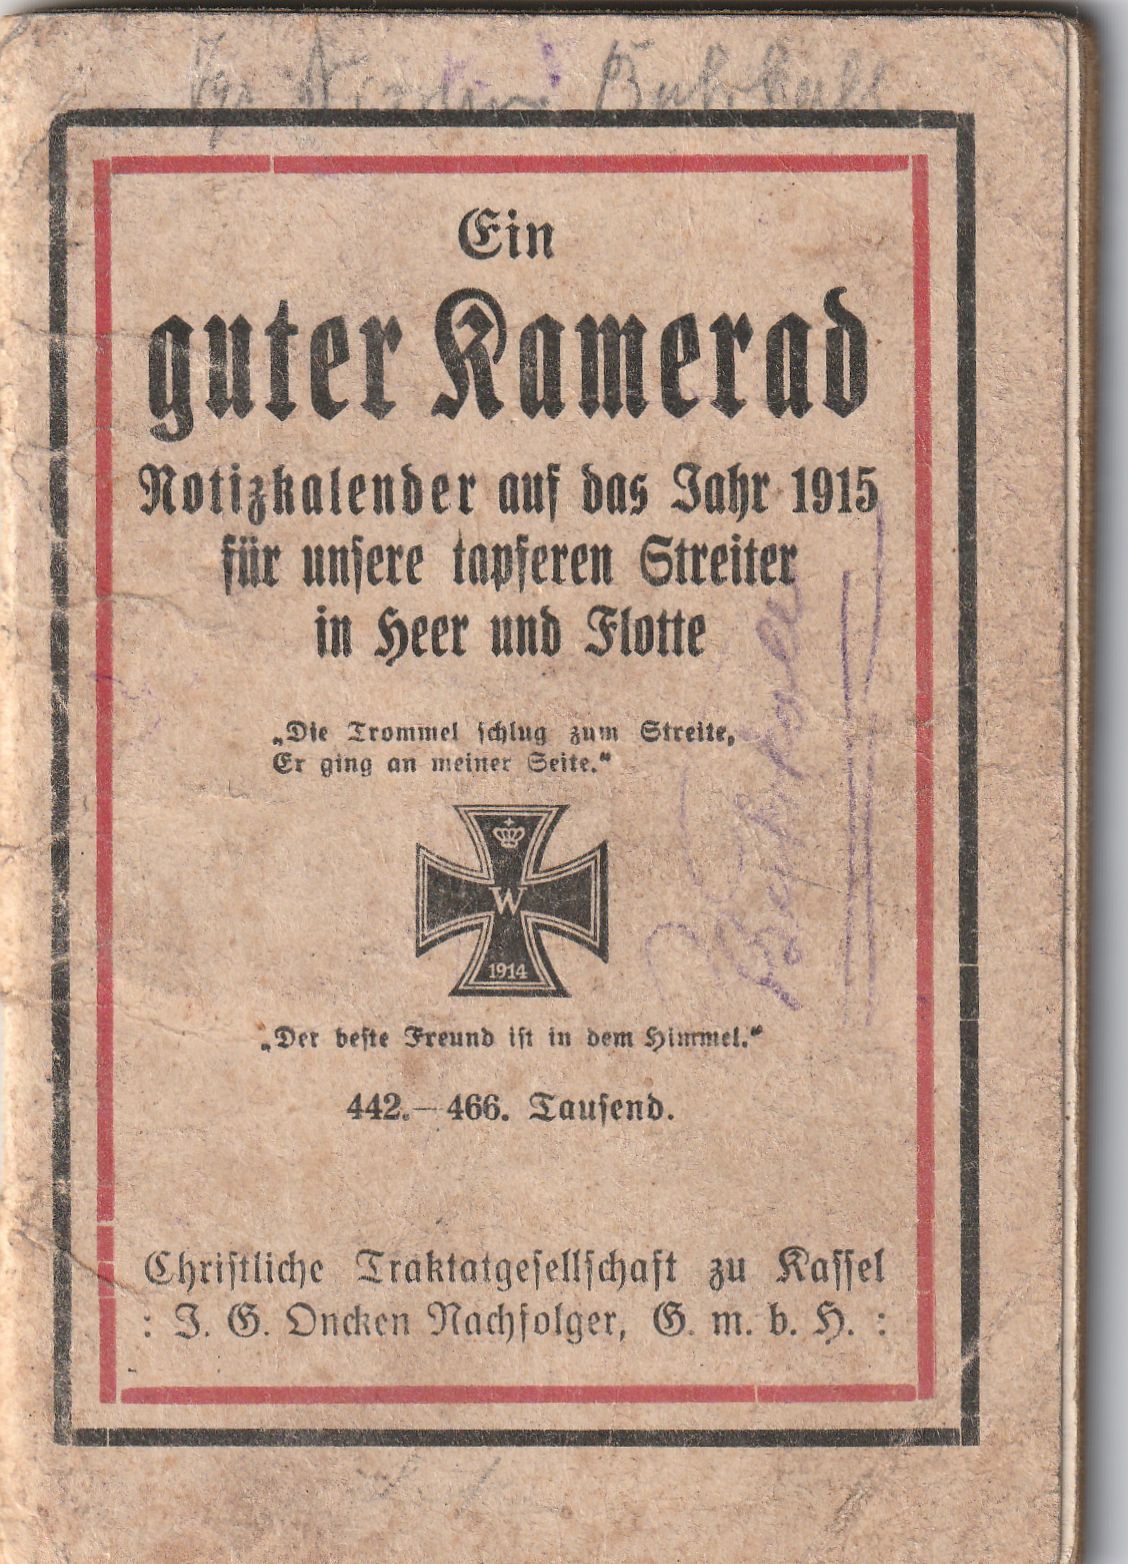 Ein
guter Kamerad
Notizkalender auf das Jahr 1915
für unsere tapferen Streiter
in Heer und Flotte
„Die Trommel schlug zum Streite,
Er ging an meiner Seite.“
W
1914
„Der beste Freund ist in dem Himmel.“
442.—466. Tausend.
Christliche Traktatgesellschaft zu Kassel
: J. G. Oncken Nachfolger, G. m. b. H. :